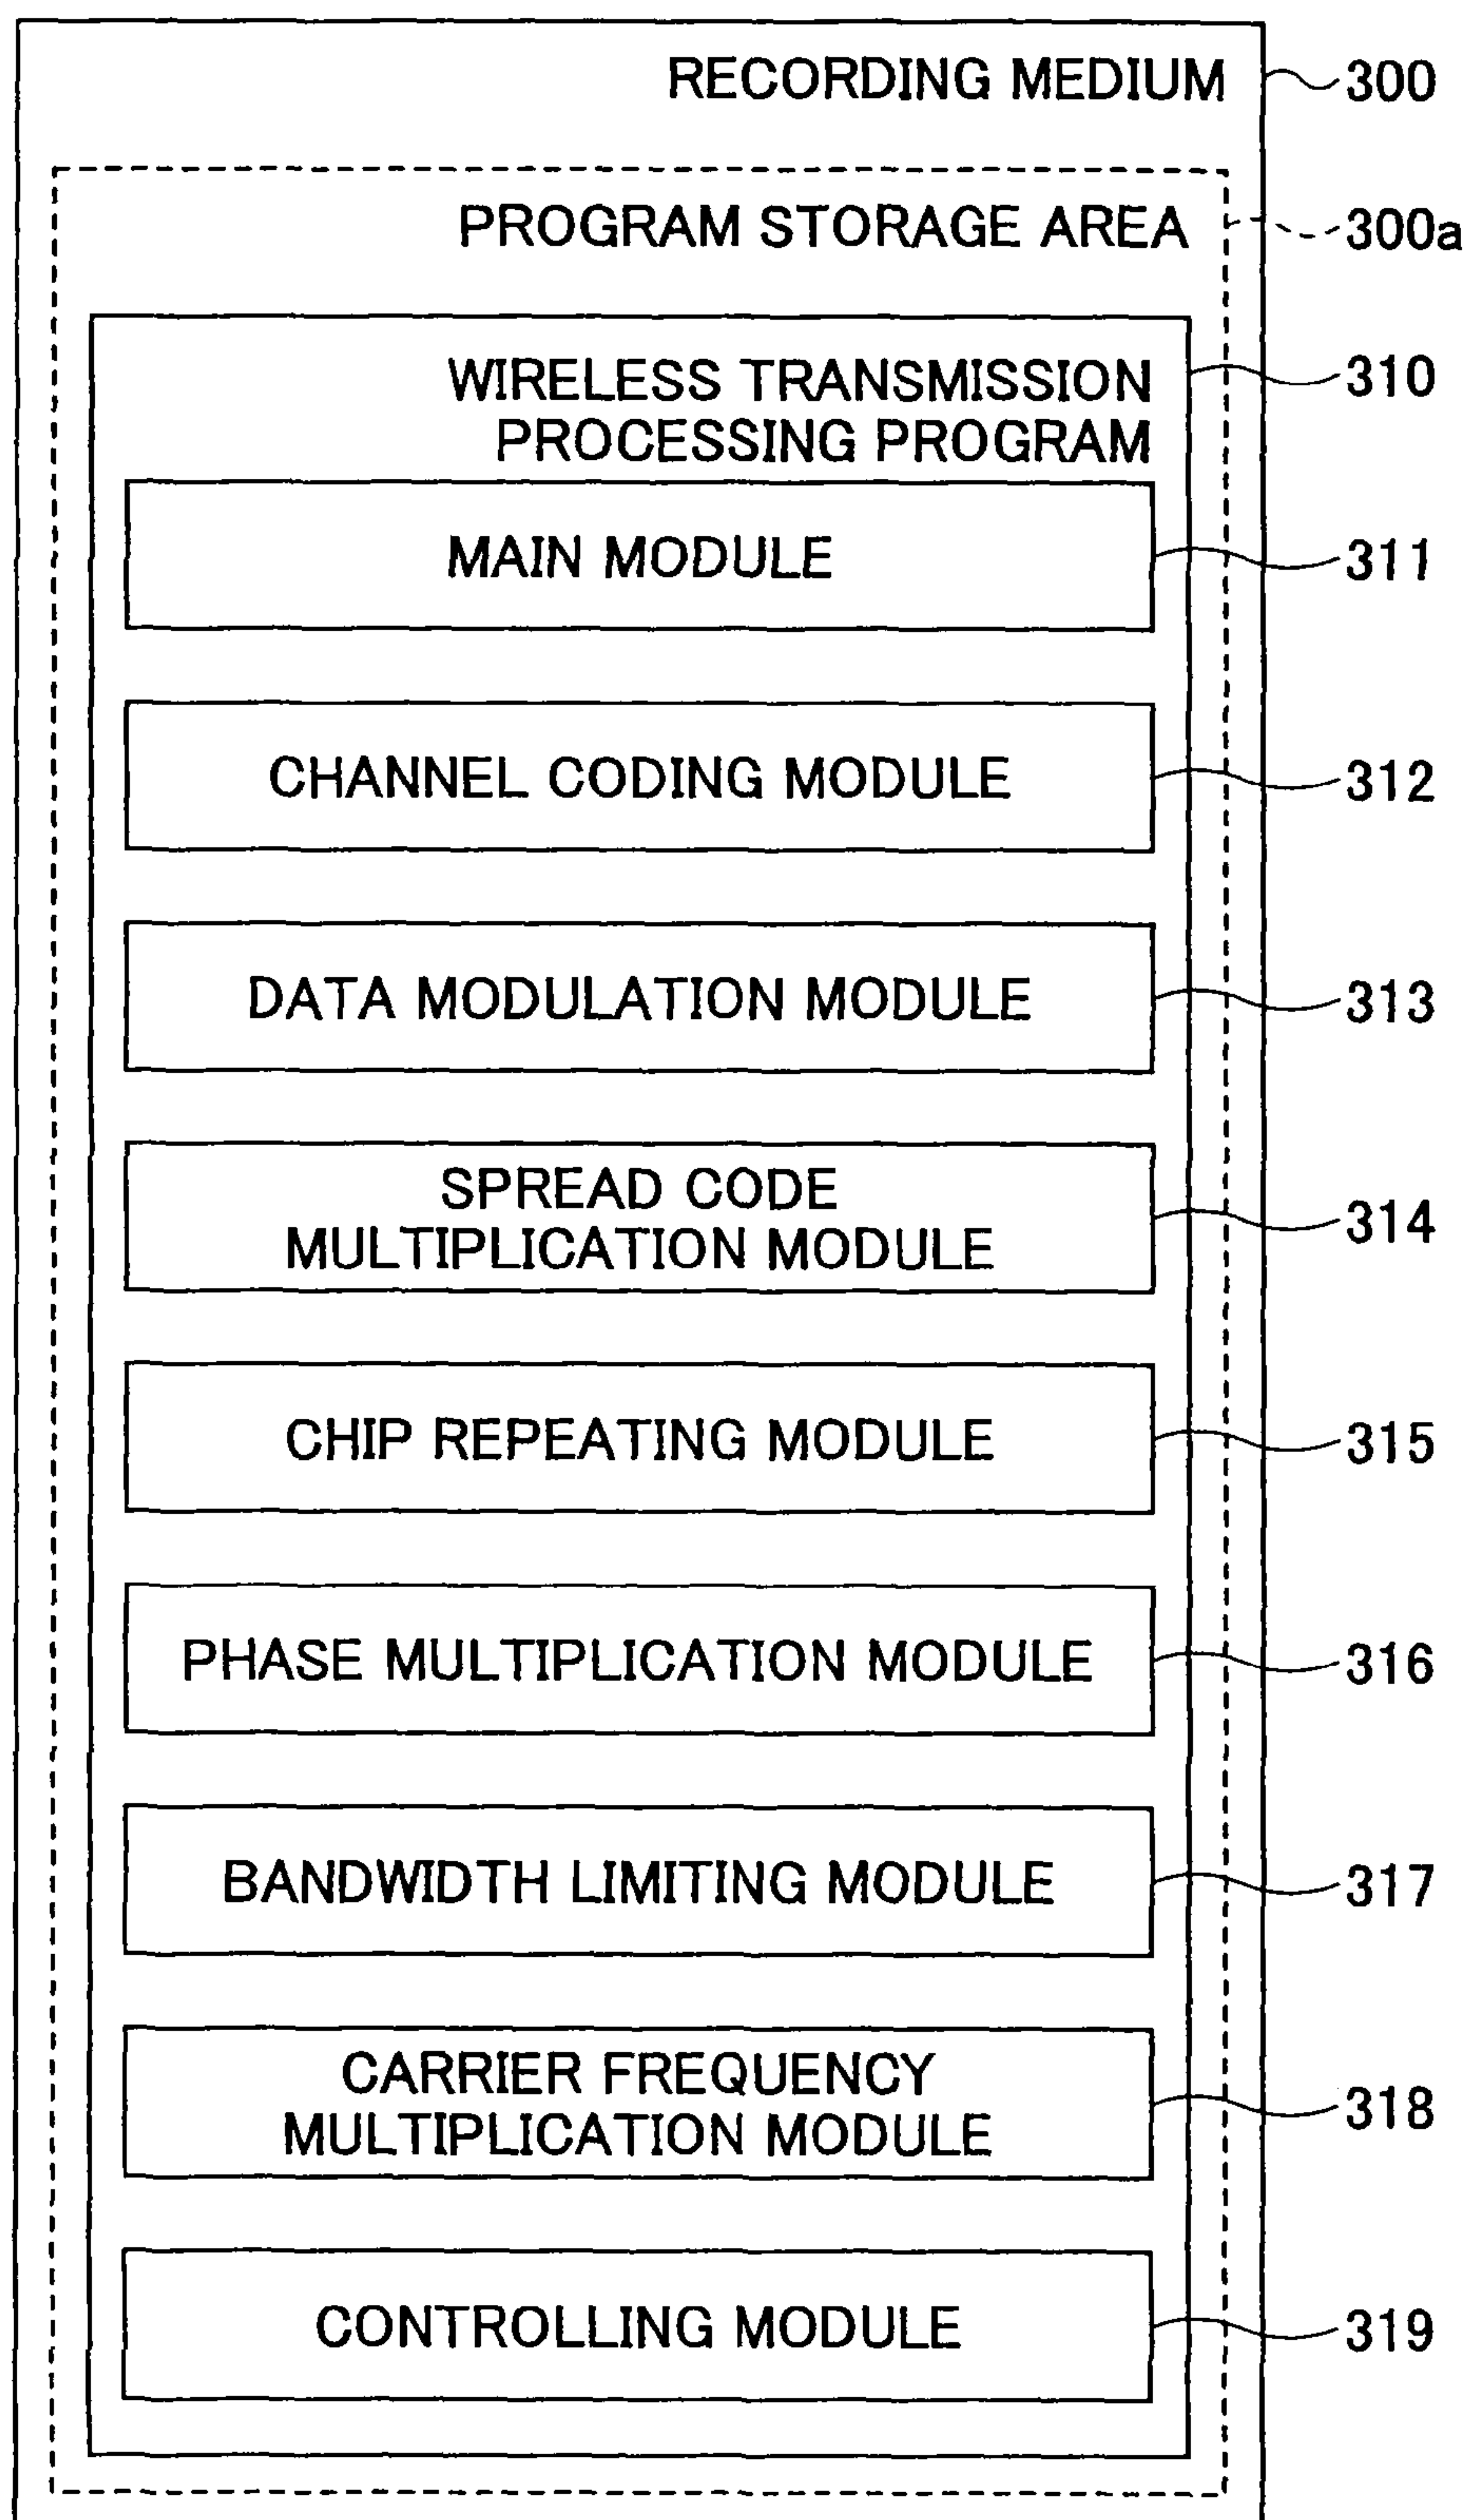 RECORDING MEDIUM 300
PROGRAM STORAGE AREA 300a
WIRELESS TRANSMISSION 310
PROCESSING PROGRAM
MAIN MODULE 311
CHANNEL CODING MODULE 312
DATA MODULATION MODULE 313
SPREAD CODE
MULTIPLICATION MODULE 314
CHIP REPEATING MODULE 315
PHASE MULTIPLICATION MODULE 316
BANDWIDTH LIMITING MODULE 317
CARRIER FREQUENCY
MULTIPLICATION MODULE 318
CONTROLLING MODULE 319